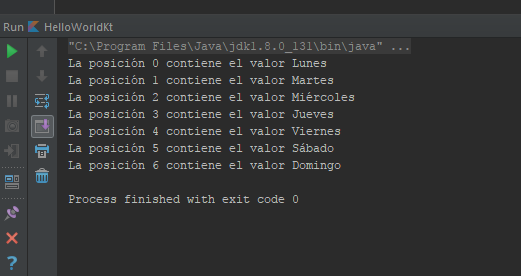 Run HelloWorldKt
"C:\Program Files\Java\jdk1.8.0_131\bin\java" ...
La posición 0 contiene el valor Lunes
La posición 1 contiene el valor Martes
La posición 2 contiene el valor Miércoles
La posición 3 contiene el valor Jueves
La posición 4 contiene el valor Viernes
La posición 5 contiene el valor Sábado
La posición 6 contiene el valor Domingo
Process finished with exit code 0